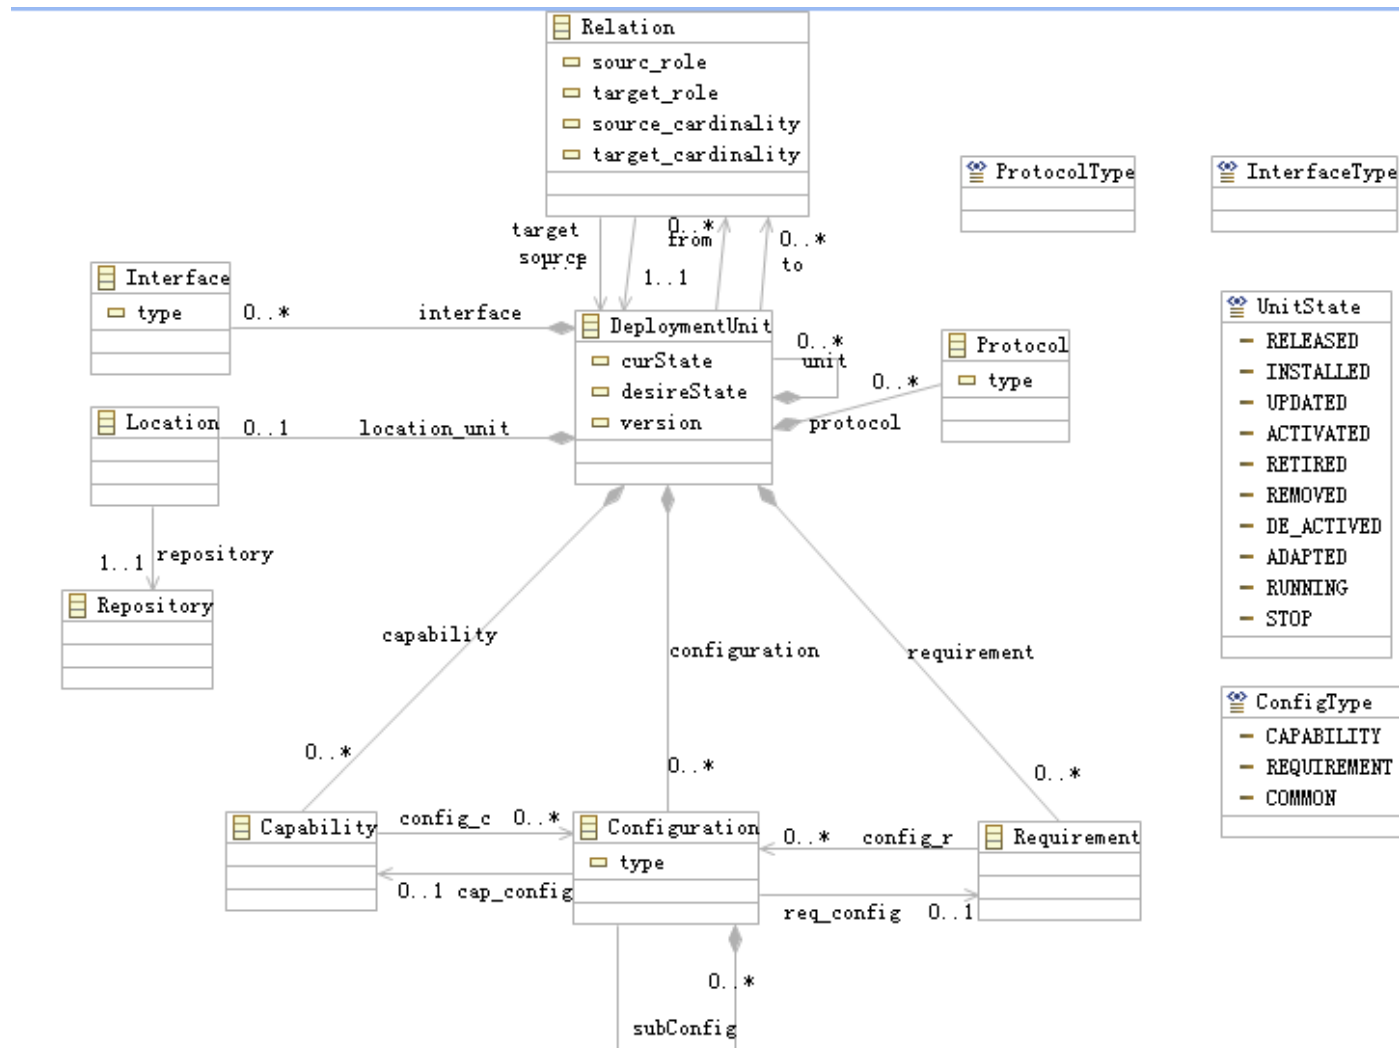 Relation
sourc_role
target_role
source_cardinality
target_cardinality
ProtocolType
InterfaceType
target
source
0..*
from
0..*
to
1..1
Interface
type
0..*
interface
DeploymentUnit
curState
desireState
version
0..*
unit
0..*
protocol
Protocol
type
UnitState
RELEASED
INSTALLED
UPDATED
ACTIVATED
RETIRED
REMOVED
DE_ACTIVED
ADAPTED
RUNNING
STOP
Location
0..1
location_unit
1..1
repository
Repository
capability
configuration
requirement
0..*
0..*
0..*
ConfigType
CAPABILITY
REQUIREMENT
COMMON
Capability
config_c
0..*
Configuration
type
0..*
config_r
Requirement
0..1
cap_config
req_config
0..1
0..*
subConfig